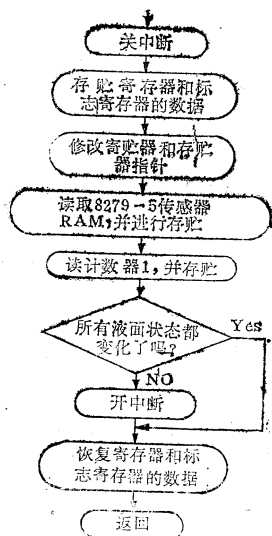 关中断
存贮寄存器和标
志寄存器的数据
修改寄贮器和存贮
器指针
读取8279-5传感器
RAM,并进行存贮
读计数器1,并存贮
所有液面状态都
变化了吗?
Yes
NO
开中断
恢复寄存器和标
志寄存器的数据
返回